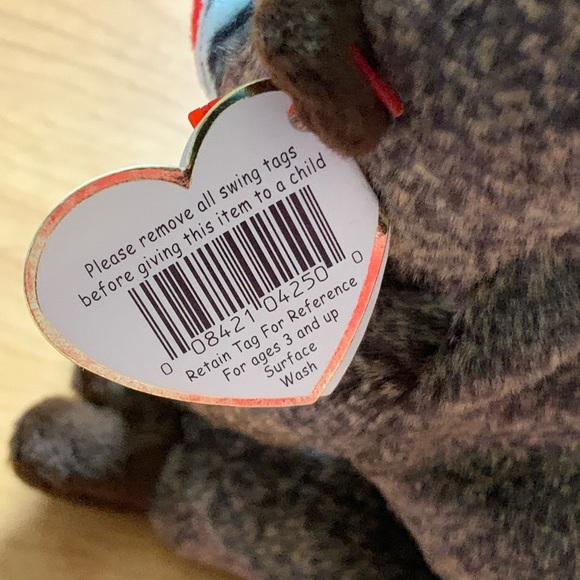 Please remove all swing tags
before giving this item to a child
0 08421 04250 0
Retain Tag For Reference
For ages 3 and up
Surface
Wash